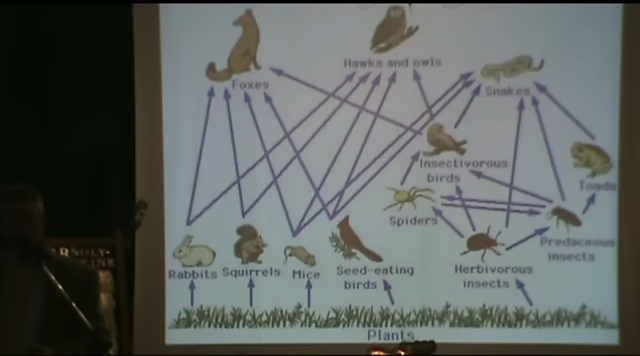 Foxes
Hawks and owls
Snakes
Insectivorous
birds
Toads
Spiders
Predaceous
insects
Rabbits
Squirrels
Mice
Seed-eating
birds
Herbivorous
insects
Plants